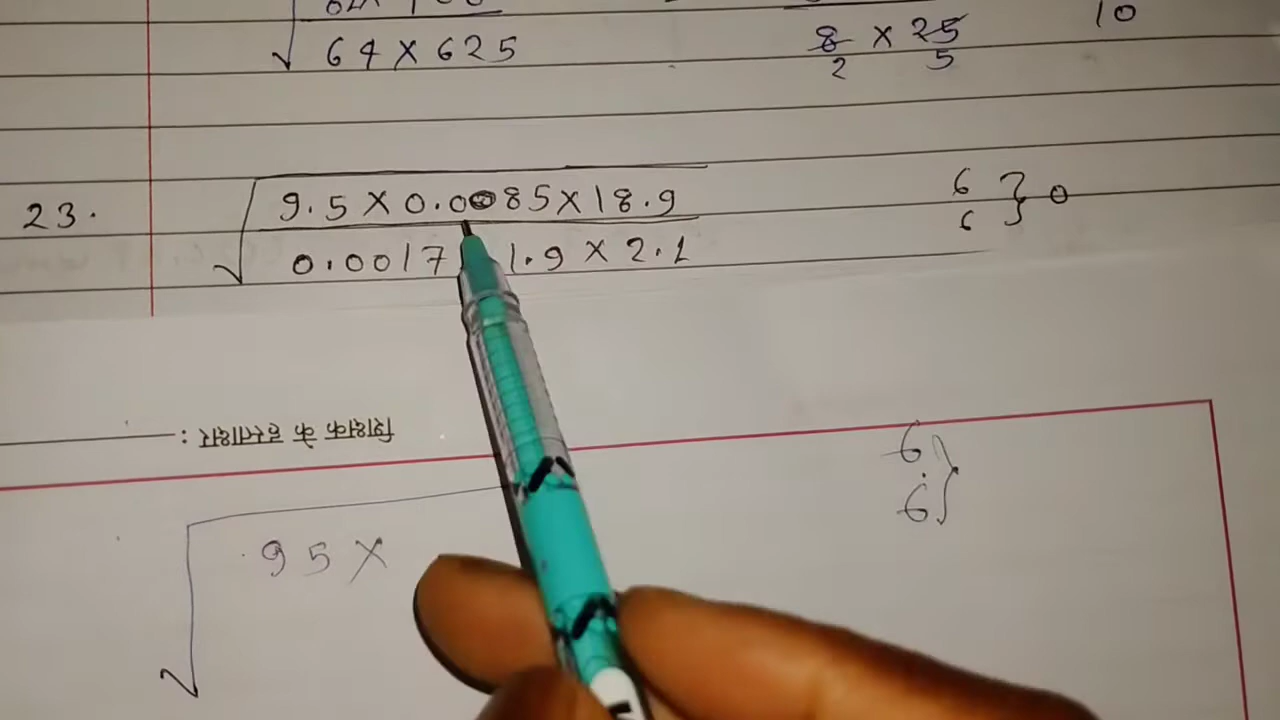 64 × 625
8 × 25
2 5
10
23. √ 9.5 × 0.0085 × 18.9
0.0017 1.9 × 2.1
6
6 } 0
शिक्षक के हस्ताक्षर :
√ 95 ×
6
6 }